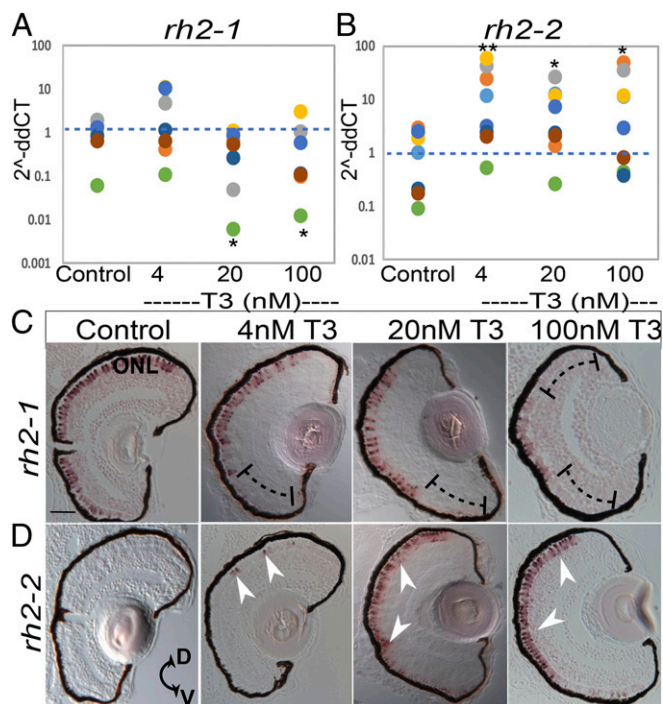 A rh2-1
2^-ddCT
100
10
1
0.1
0.01
0.001
*
*
Control 4 20 100
------T3 (nM)----
B rh2-2
2^-ddCT
100
10
1
0.1
0.01
**
*
*
Control 4 20 100
------T3 (nM)---
C Control 4nM T3 20nM T3 100nM T3
rh2-1
ONL
D
rh2-2
D
V